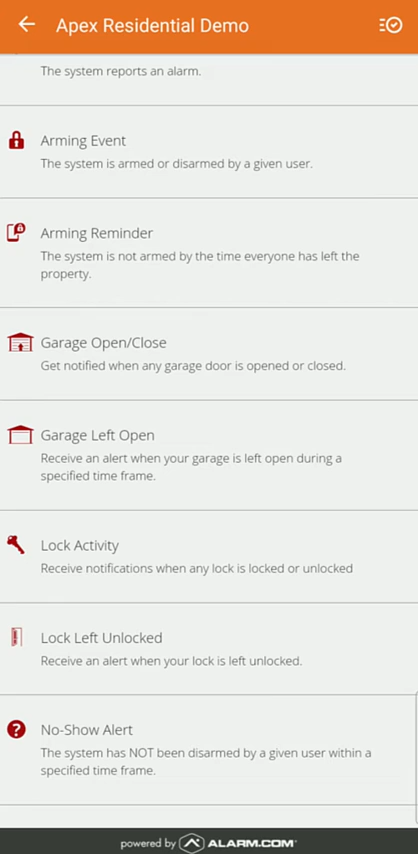 Apex Residential Demo
The system reports an alarm.
Arming Event
The system is armed or disarmed by a given user.
Arming Reminder
The system is not armed by the time everyone has left the
property.
Garage Open/Close
Get notified when any garage door is opened or closed.
Garage Left Open
Receive an alert when your garage is left open during a
specified time frame.
Lock Activity
Receive notifications when any lock is locked or unlocked
Lock Left Unlocked
Receive an alert when your lock is left unlocked.
No-Show Alert
The system has NOT been disarmed by a given user within a
specified time frame.
powered by ALARM.COM